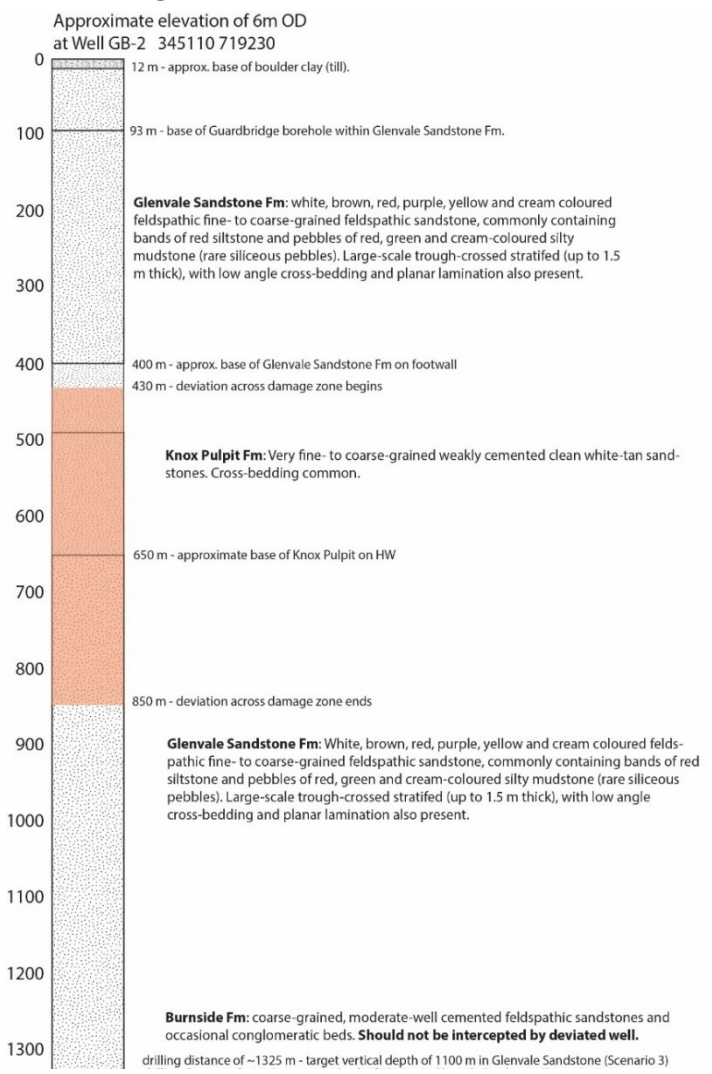 Approximate elevation of 6m OD
at Well GB-2 345110 719230
0
12 m - approx. base of boulder clay (till).
100
93 m - base of Guardbridge borehole within Glenvale Sandstone Fm.
200
Glenvale Sandstone Fm: white, brown, red, purple, yellow and cream coloured
feldspathic fine- to coarse-grained feldspathic sandstone, commonly containing
bands of red siltstone and pebbles of red, green and cream-coloured silty
mudstone (rare siliceous pebbles). Large-scale trough-crossed stratifed (up to 1.5
m thick), with low angle cross-bedding and planar lamination also present.
300
400
400 m - approx. base of Glenvale Sandstone Fm on footwall
430 m - deviation across damage zone begins
500
Knox Pulpit Fm: Very fine- to coarse-grained weakly cemented clean white-tan sand-
stones. Cross-bedding common.
600
650 m - approximate base of Knox Pulpit on HW
700
800
850 m - deviation across damage zone ends
900
Glenvale Sandstone Fm: White, brown, red, purple, yellow and cream coloured felds-
pathic fine- to coarse-grained feldspathic sandstone, commonly containing bands of red
siltstone and pebbles of red, green and cream-coloured silty mudstone (rare siliceous
pebbles). Large-scale trough-crossed stratifed (up to 1.5 m thick), with low angle
cross-bedding and planar lamination also present.
1000
1100
1200
Burnside Fm: coarse-grained, moderate-well cemented feldspathic sandstones and
occasional conglomeratic beds. Should not be intercepted by deviated well.
1300
drilling distance of ~1325 m - target vertical depth of 1100 m in Glenvale Sandstone (Scenario 3)